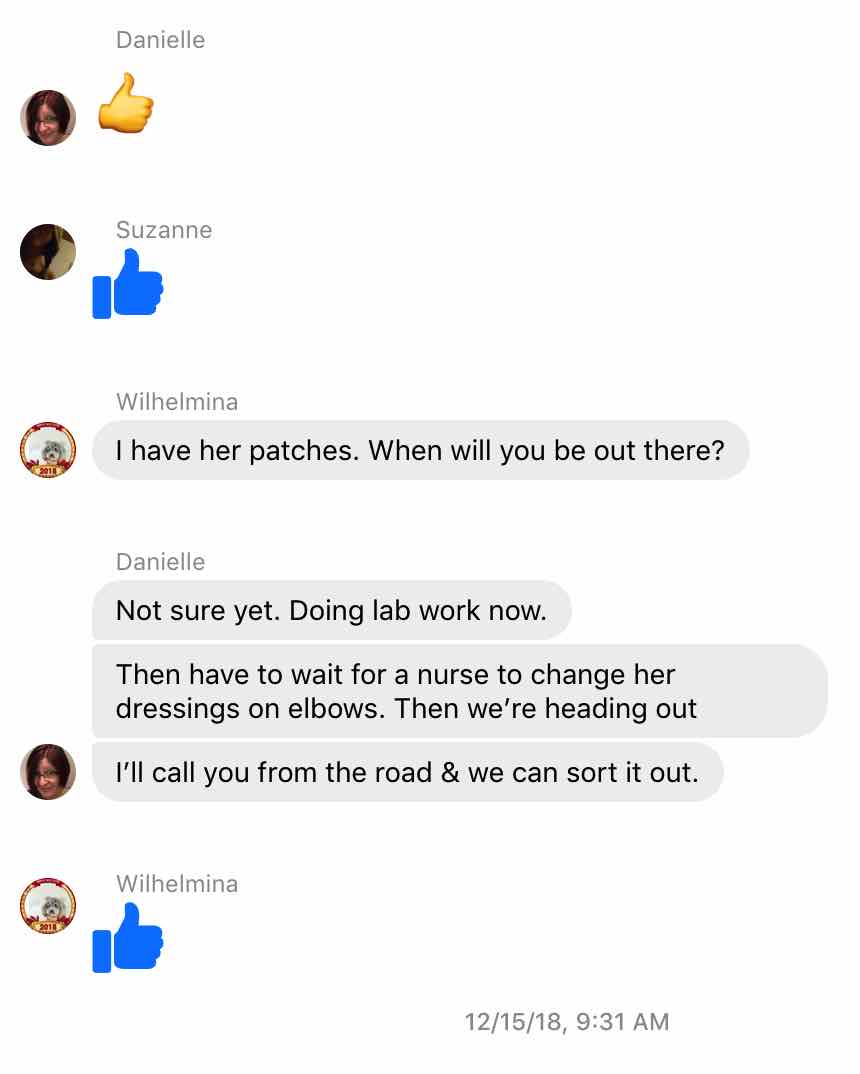 Danielle
Suzanne
Wilhelmina
I have her patches. When will you be out there?
2018
Danielle
Not sure yet. Doing lab work now.
Then have to wait for a nurse to change her
dressings on elbows. Then we’re heading out
I’ll call you from the road & we can sort it out.
Wilhelmina
2018
12/15/18, 9:31 AM